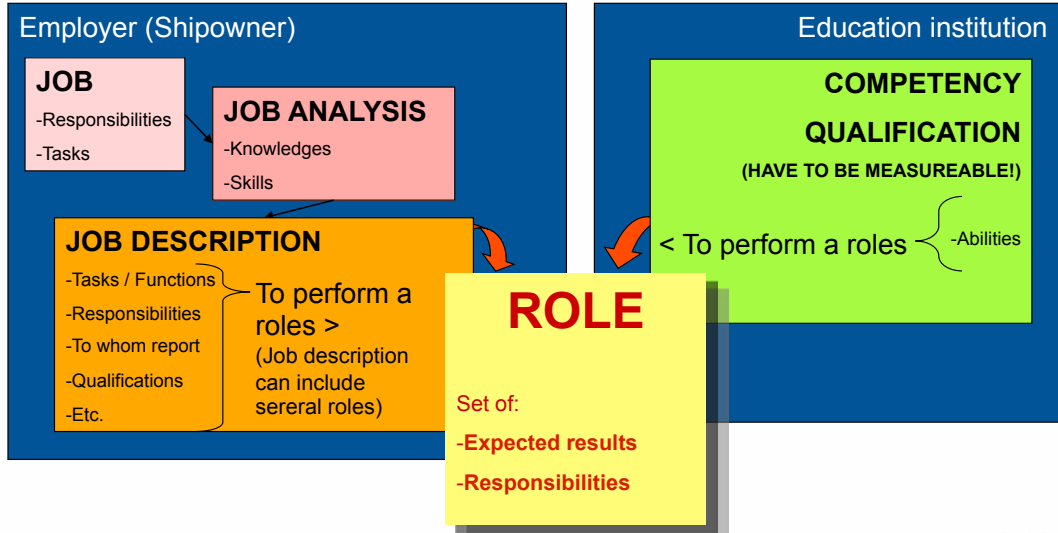 Employer (Shipowner)
JOB
-Responsibilities
-Tasks
JOB ANALYSIS
-Knowledges
-Skills
JOB DESCRIPTION
-Tasks / Functions
-Responsibilities
-To whom report
-Qualifications
-Etc.
To perform a
roles >
(Job description
can include
sereral roles)
ROLE
Set of:
-Expected results
-Responsibilities
Education institution
COMPETENCY
QUALIFICATION
(HAVE TO BE MEASUREABLE!)
< To perform a roles
-Abilities